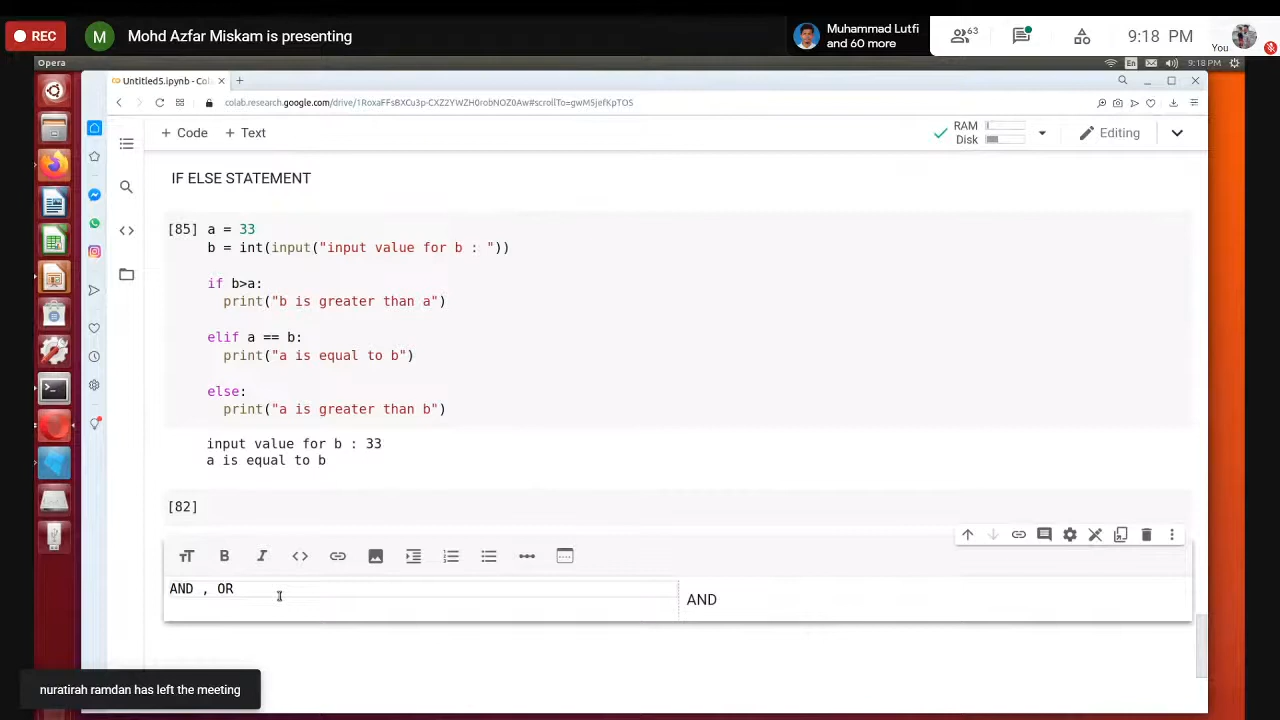 REC
M
Mohd Azfar Miskam is presenting
Muhammad Lutfi
and 60 more
63
9:18 PM
You
Opera
En
9:18 PM
Untitled5.ipynb - Col
colab.research.google.com/drive/1RoxaFFsBXCu3p-CXZ2YWZH0robNOZ0Aw#scrollTo=gwMSJefKpTOS
+ Code
+ Text
RAM
Disk
Editing
IF ELSE STATEMENT
[85] a = 33
b = int(input("input value for b : "))
if b>a:
print("b is greater than a")
elif a == b:
print("a is equal to b")
else:
print("a is greater than b")
input value for b : 33
a is equal to b
[82]
AND , OR
AND
nuratirah ramdan has left the meeting